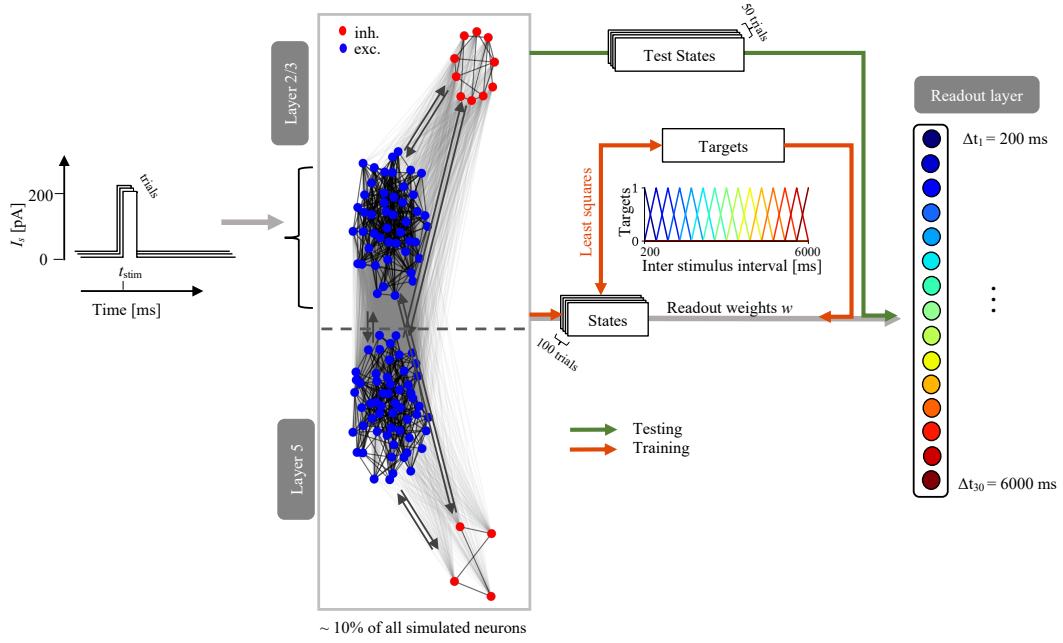 inh.
exc.
Layer 2/3
Layer 5
200
0
I_s [pA]
trials
t_stim
Time [ms]
~ 10% of all simulated neurons
50 trials
Test States
Targets
Least squares
Targets
1
0
200
6000
Inter stimulus interval [ms]
States
100 trials
Readout weights w
Testing
Training
Readout layer
Δt₁ = 200 ms
⋮
Δt₃₀ = 6000 ms